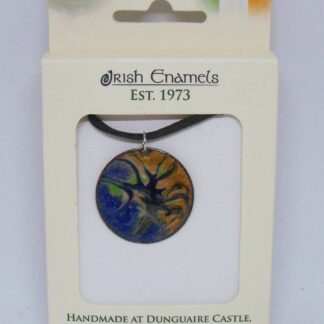 Irish Enamels
Est. 1973
Handmade at Dunguaire Castle,